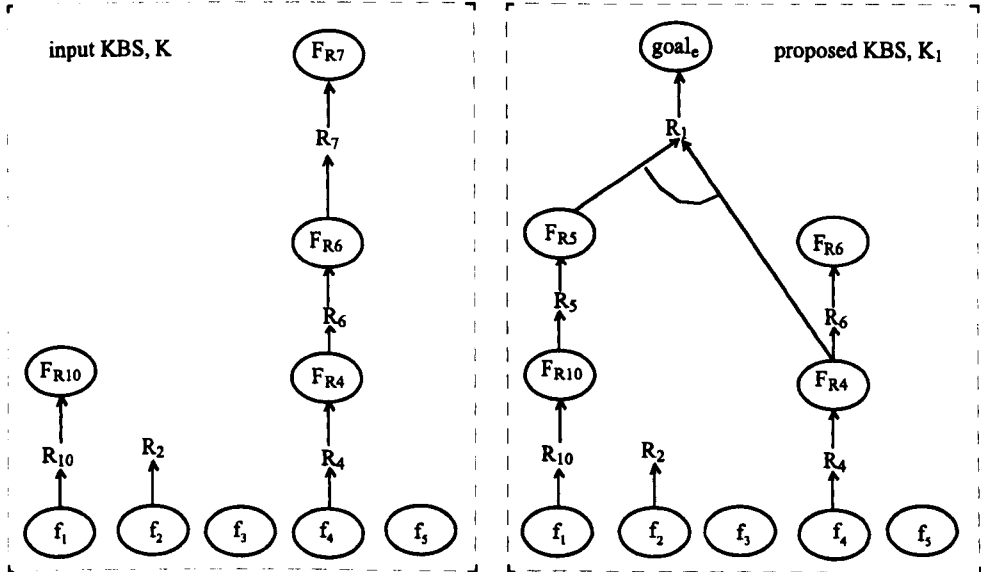 input KBS, K
F_R7
R_7
F_R6
R_6
F_R10
F_R4
R_10
R_2
R_4
f_1
f_2
f_3
f_4
f_5
goal_e
proposed KBS, K_1
R_1
F_R5
F_R6
R_5
R_6
F_R10
F_R4
R_10
R_2
R_4
f_1
f_2
f_3
f_4
f_5